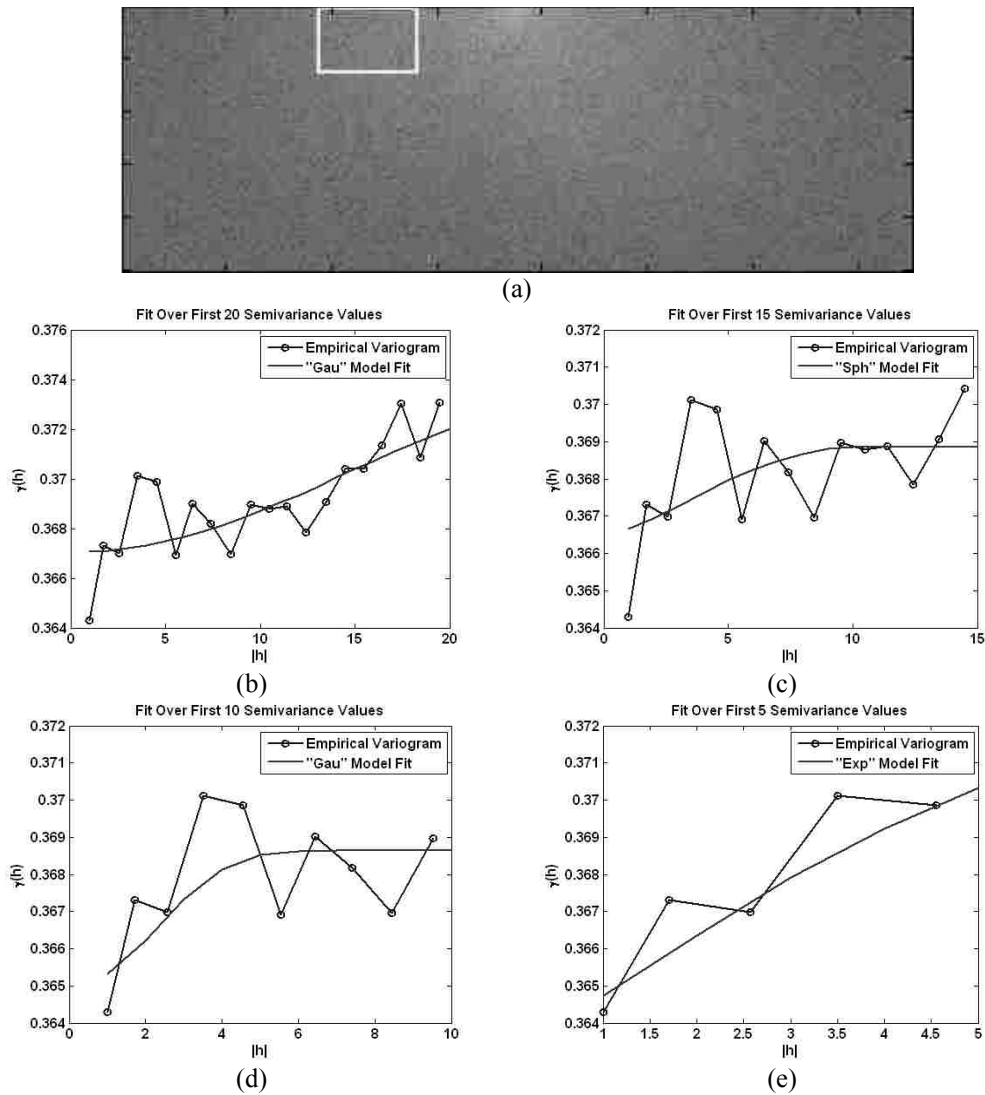 (a)
Fit Over First 20 Semivariance Values
0.376
0.374
0.372
0.37
0.368
0.366
0.364
γ(h)
Empirical Variogram
"Gau" Model Fit
0 5 10 15 20
|h|
(b)
Fit Over First 15 Semivariance Values
0.372
0.371
0.37
0.369
0.368
0.367
0.366
0.365
0.364
γ(h)
Empirical Variogram
"Sph" Model Fit
0 5 10 15
|h|
(c)
Fit Over First 10 Semivariance Values
0.372
0.371
0.37
0.369
0.368
0.367
0.366
0.365
0.364
γ(h)
Empirical Variogram
"Gau" Model Fit
0 2 4 6 8 10
|h|
(d)
Fit Over First 5 Semivariance Values
0.372
0.371
0.37
0.369
0.368
0.367
0.366
0.365
0.364
γ(h)
Empirical Variogram
"Exp" Model Fit
1 1.5 2 2.5 3 3.5 4 4.5 5
|h|
(e)